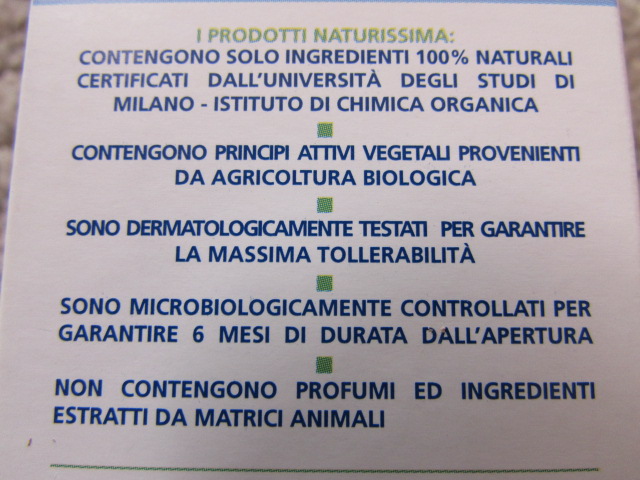 I PRODOTTI NATURISSIMA:
CONTENGONO SOLO INGREDIENTI 100% NATURALI
CERTIFICATI DALL'UNIVERSITÀ DEGLI STUDI DI
MILANO - ISTITUTO DI CHIMICA ORGANICA
CONTENGONO PRINCIPI ATTIVI VEGETALI PROVENIENTI
DA AGRICOLTURA BIOLOGICA
SONO DERMATOLOGICAMENTE TESTATI PER GARANTIRE
LA MASSIMA TOLLERABILITÀ
SONO MICROBIOLOGICAMENTE CONTROLLATI PER
GARANTIRE 6 MESI DI DURATA DALL'APERTURA
NON CONTENGONO PROFUMI ED INGREDIENTI
ESTRATTI DA MATRICI ANIMALI